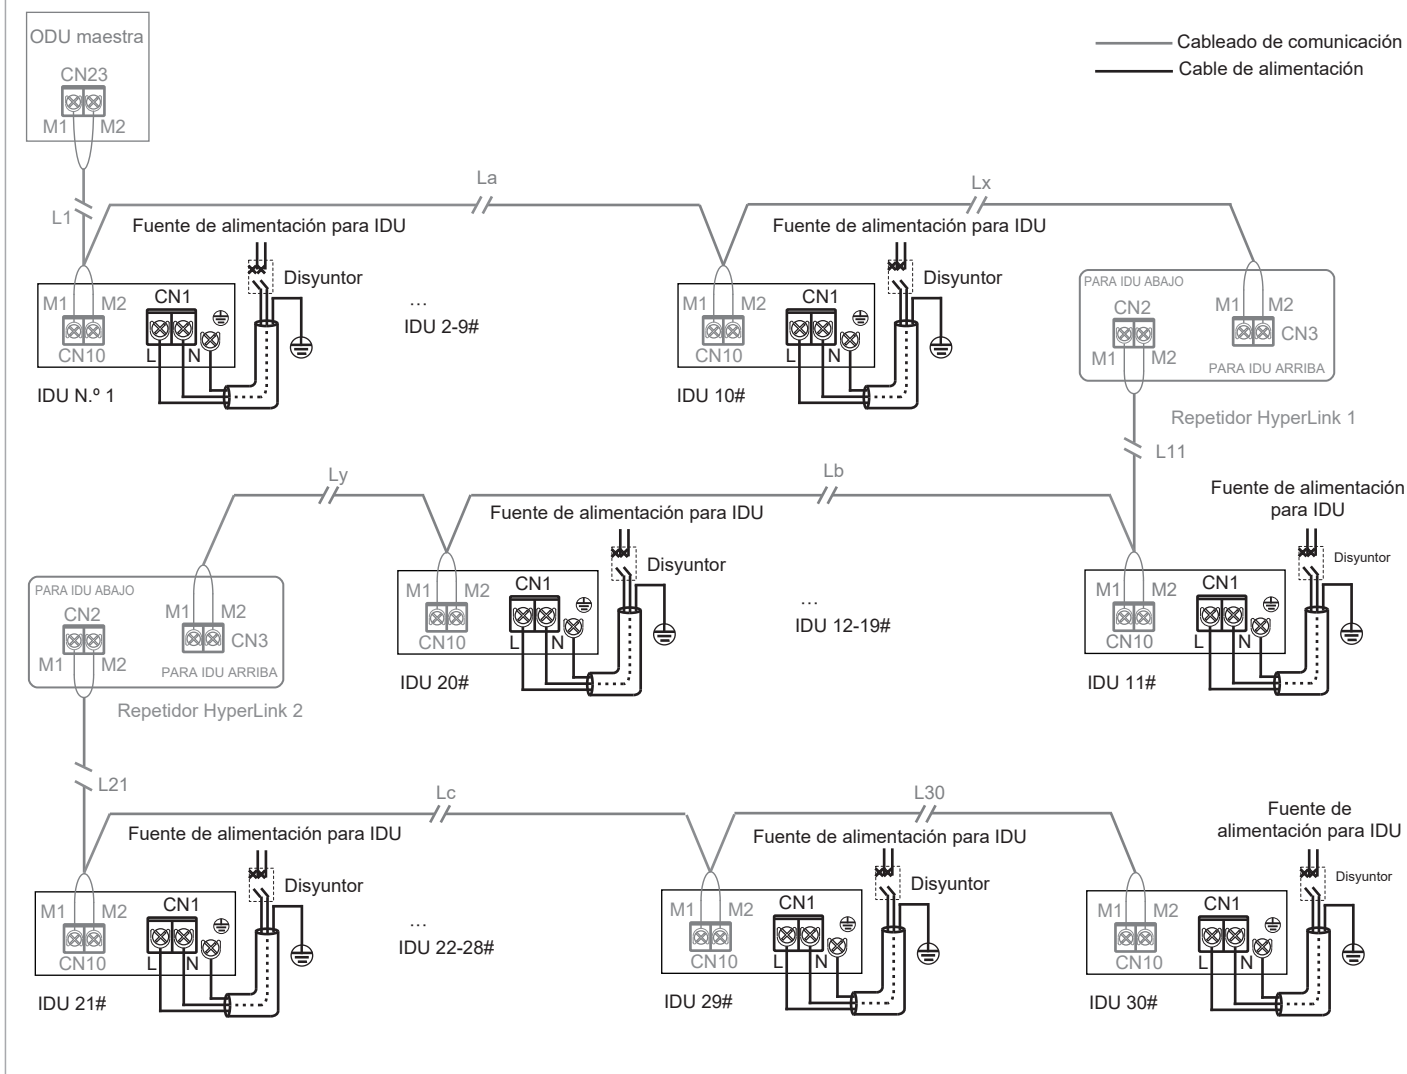 ODU maestra
CN23
M1 M2
Cableado de comunicación
Cable de alimentación
L1
La
Lx
Fuente de alimentación para IDU
Disyuntor
M1 M2 CN1
CN10 L N
IDU N.º 1
...
IDU 2-9#
Fuente de alimentación para IDU
Disyuntor
M1 M2 CN1
CN10 L N
IDU 10#
PARA IDU ABAJO
CN2
M1 M2
M1 M2
CN3
PARA IDU ARRIBA
Repetidor HyperLink 1
L11
Ly
Lb
PARA IDU ABAJO
CN2
M1 M2
M1 M2
CN3
PARA IDU ARRIBA
Repetidor HyperLink 2
Fuente de alimentación para IDU
Disyuntor
M1 M2 CN1
CN10 L N
IDU 20#
...
IDU 12-19#
Fuente de alimentación
para IDU
Disyuntor
M1 M2 CN1
CN10 L N
IDU 11#
L21
Lc
L30
Fuente de alimentación para IDU
Disyuntor
M1 M2 CN1
CN10 L N
IDU 21#
...
IDU 22-28#
Fuente de alimentación para IDU
Disyuntor
M1 M2 CN1
CN10 L N
IDU 29#
Fuente de
alimentación para IDU
Disyuntor
M1 M2 CN1
CN10 L N
IDU 30#